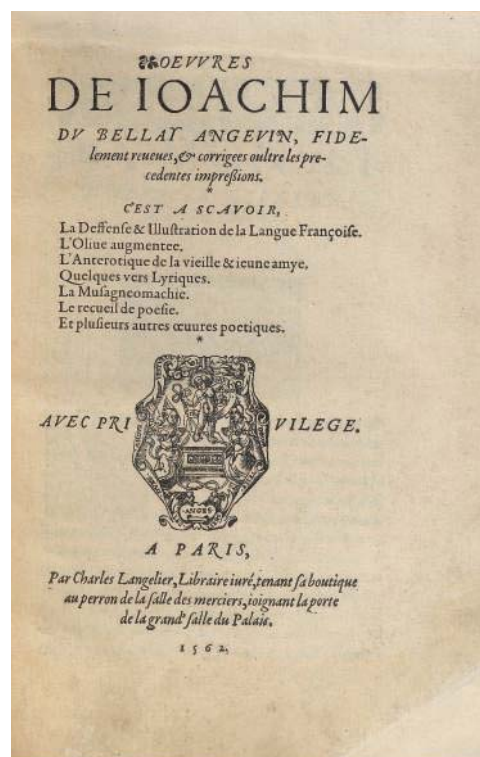 OEVVRES
DE IOACHIM
DV BELLAY ANGEVIN, FIDE-
lement reueues, & corrigees oultre les pre-
cedentes impreßions.
*
C'EST A SCAVOIR,
La Deffenſe & Illuſtration de la Langue Françoiſe.
L'Oliue augmentee.
L'Anterotique de la vieille & ieune amye.
Quelques vers Lyriques.
La Muſagneomachie.
Le recueil de poeſie.
Et pluſieurs autres œuures poetiques.
*
AVEC PRI VILEGE.
A PARIS,
Par Charles Langelier, Libraire iuré, tenant ſa boutique
au perron de la ſalle des merciers, ioignant la porte
de la grand' ſalle du Palais.
1562.